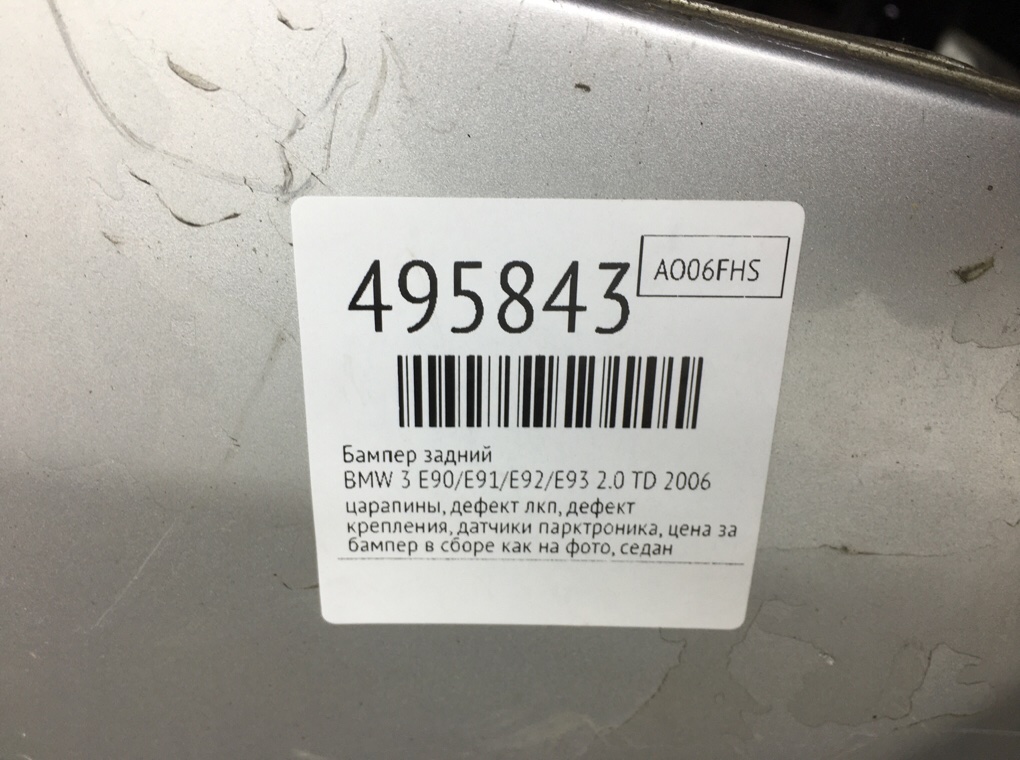 495843
AO06FHS
Бампер задний
BMW 3 E90/E91/E92/E93 2.0 TD 2006
царапины, дефект лкп, дефект
крепления, датчики парктроника, цена за
бампер в сборе как на фото, седан